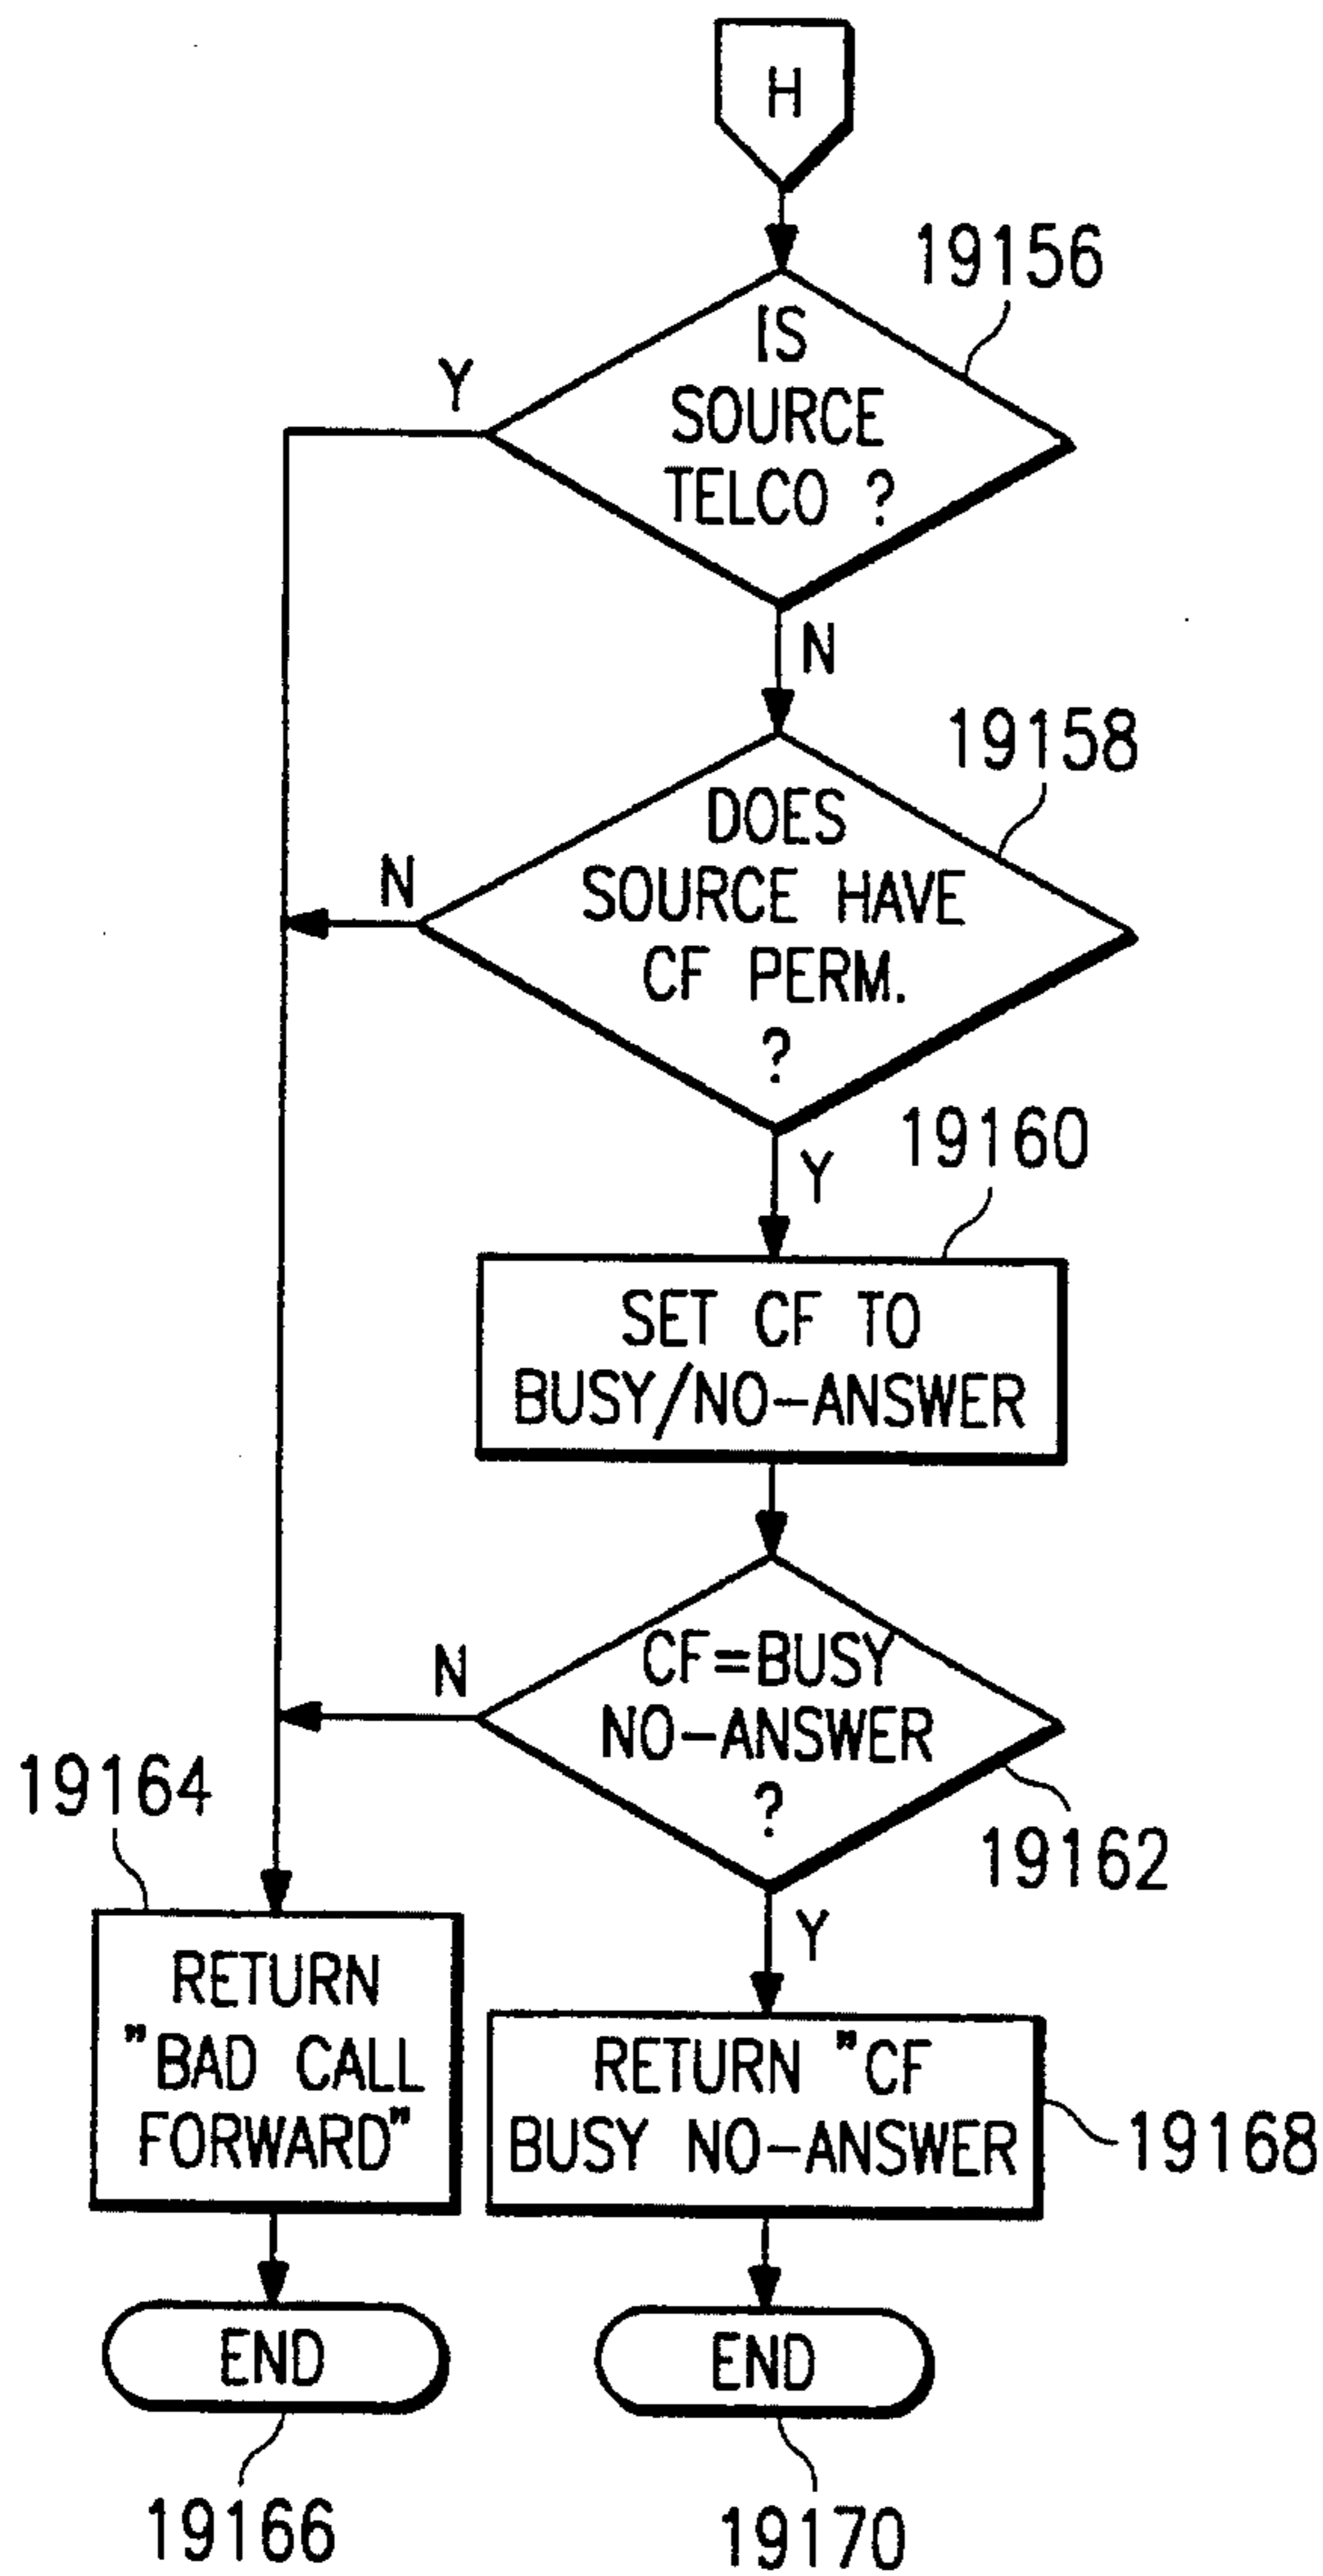 H
19156
IS
SOURCE
TELCO ?
Y
N
19158
DOES
SOURCE HAVE
CF PERM.
?
N
Y
19160
SET CF TO
BUSY/NO-ANSWER
CF=BUSY
NO-ANSWER
?
N
19162
Y
19164
RETURN
"BAD CALL
FORWARD"
RETURN "CF
BUSY NO-ANSWER
19168
END
END
19166
19170